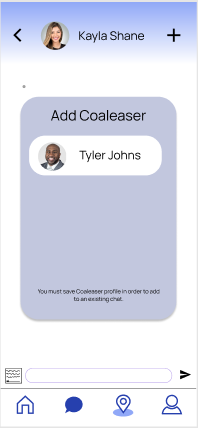 Kayla Shane
Add Coaleaser
Tyler Johns
You must save Coaleaser profile in order to add
to an existing chat.